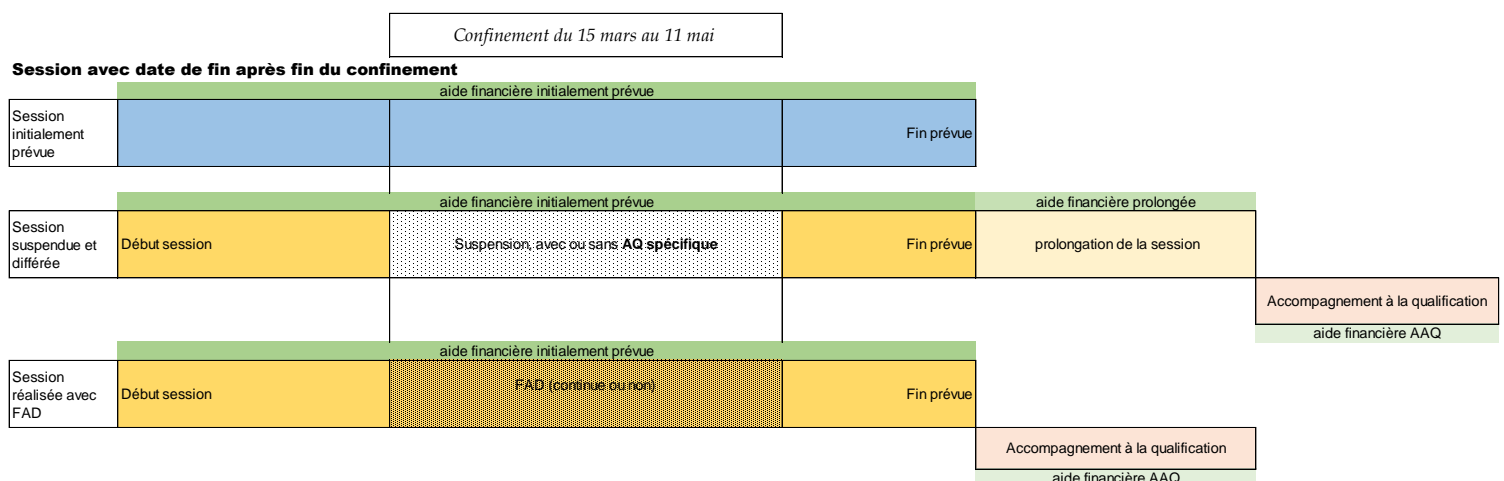 Confinement du 15 mars au 11 mai
Session avec date de fin après fin du confinement
aide financière initialement prévue
Session
initialement
prévue
Fin prévue
aide financière initialement prévue
aide financière prolongée
Session
suspendue et
différée
Début session
Suspension, avec ou sans AQ spécifique
Fin prévue
prolongation de la session
Accompagnement à la qualification
aide financière AAQ
aide financière initialement prévue
Session
réalisée avec
FAD
Début session
FAD (continue ou non)
Fin prévue
Accompagnement à la qualification
aide financière AAQ